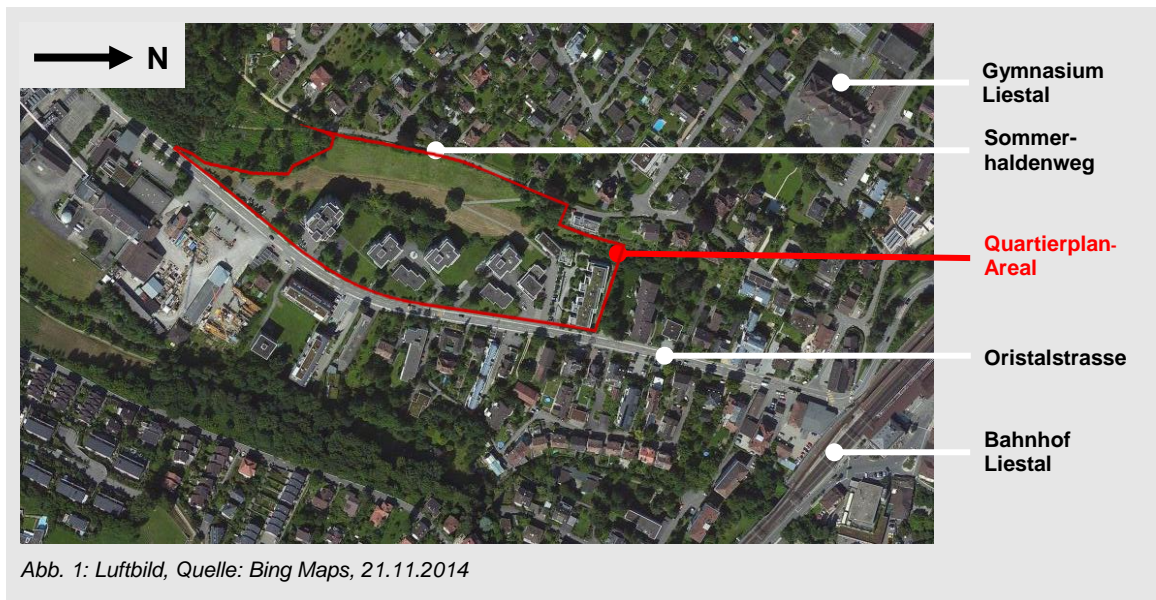 N
Gymnasium
Liestal
Sommer-
haldenweg
Quartierplan-
Areal
Oristalstrasse
Bahnhof
Liestal
Abb. 1: Luftbild, Quelle: Bing Maps, 21.11.2014